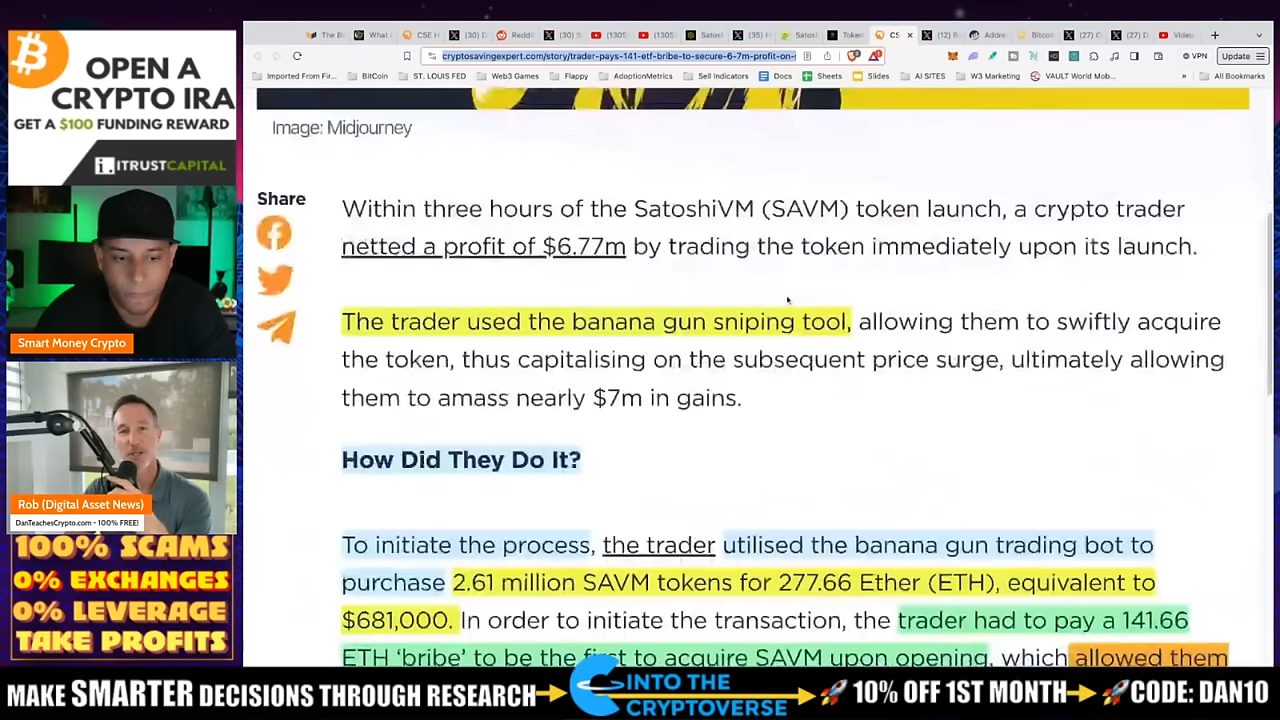 OPEN A
CRYPTO IRA
GET A $100 FUNDING REWARD
i. ITRUSTCAPITAL
Smart Money Crypto
Rob (Digital Asset News)
DanTeachesCrypto.com - 100% FREE!
100% SCAMS
0% EXCHANGES
0% LEVERAGE
TAKE PROFITS
cryptosavingexpert.com/story/trader-pays-141-etf-bribe-to-secure-6-7m-profit-on-
VPN
Update
Imported From Fir...
BitCoin
ST. LOUIS FED
Web3 Games
Flappy
AdoptionMetrics
Sell Indicators
Docs
Sheets
Slides
AI SITES
W3 Marketing
VAULT World Mob...
All Bookmarks
Image: Midjourney
Share
Within three hours of the SatoshiVM (SAVM) token launch, a crypto trader
netted a profit of $6.77m by trading the token immediately upon its launch.
The trader used the banana gun sniping tool, allowing them to swiftly acquire
the token, thus capitalising on the subsequent price surge, ultimately allowing
them to amass nearly $7m in gains.
How Did They Do It?
To initiate the process, the trader utilised the banana gun trading bot to
purchase 2.61 million SAVM tokens for 277.66 Ether (ETH), equivalent to
$681,000. In order to initiate the transaction, the trader had to pay a 141.66
ETH ‘bribe’ to be the first to acquire SAVM upon opening, which allowed them
MAKE SMARTER DECISIONS THROUGH RESEARCH
INTO THE
CRYPTOVERSE
10% OFF 1ST MONTH
CODE: DAN10